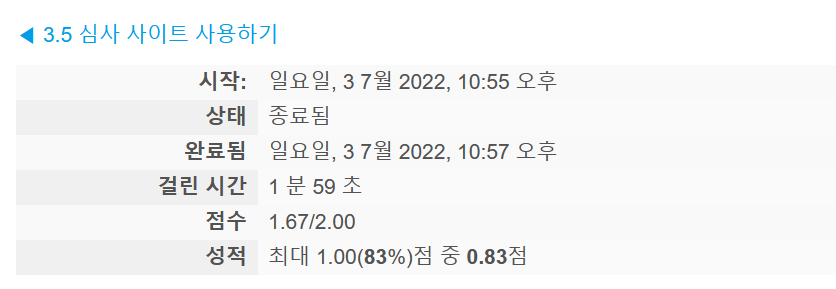 ◀ 3.5 심사 사이트 사용하기
시작: 일요일, 3 7월 2022, 10:55 오후
상태 종료됨
완료됨 일요일, 3 7월 2022, 10:57 오후
걸린 시간 1 분 59 초
점수 1.67/2.00
성적 최대 1.00(83%)점 중 0.83점